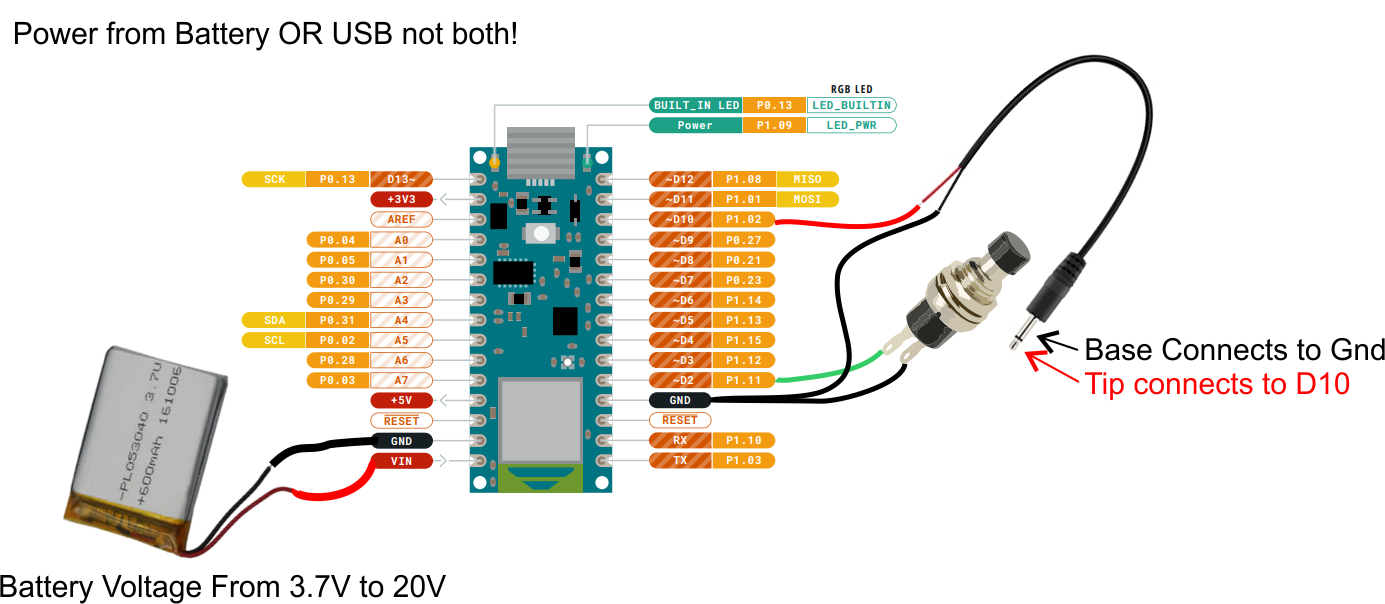 Power from Battery OR USB not both!
RGB LED
BUILT_IN LED P0.13 LED_BUILTIN
Power P1.09 LED_PWR
SCK P0.13 D13~ ~D12 P1.08 MISO
+3V3 ~D11 P1.01 MOSI
AREF ~D10 P1.02
P0.04 A0 ~D9 P0.27
P0.05 A1 ~D8 P0.21
P0.30 A2 ~D7 P0.23
P0.29 A3 ~D6 P1.14
SDA P0.31 A4 ~D5 P1.13
SCL P0.02 A5 ~D4 P1.15
P0.28 A6 ~D3 P1.12
P0.03 A7 ~D2 P1.11
+5V GND
RESET RESET
GND RX P1.10
VIN TX P1.03
Base Connects to Gnd
Tip connects to D10
-PL053040 3.7V
+600mAh 161006
Battery Voltage From 3.7V to 20V